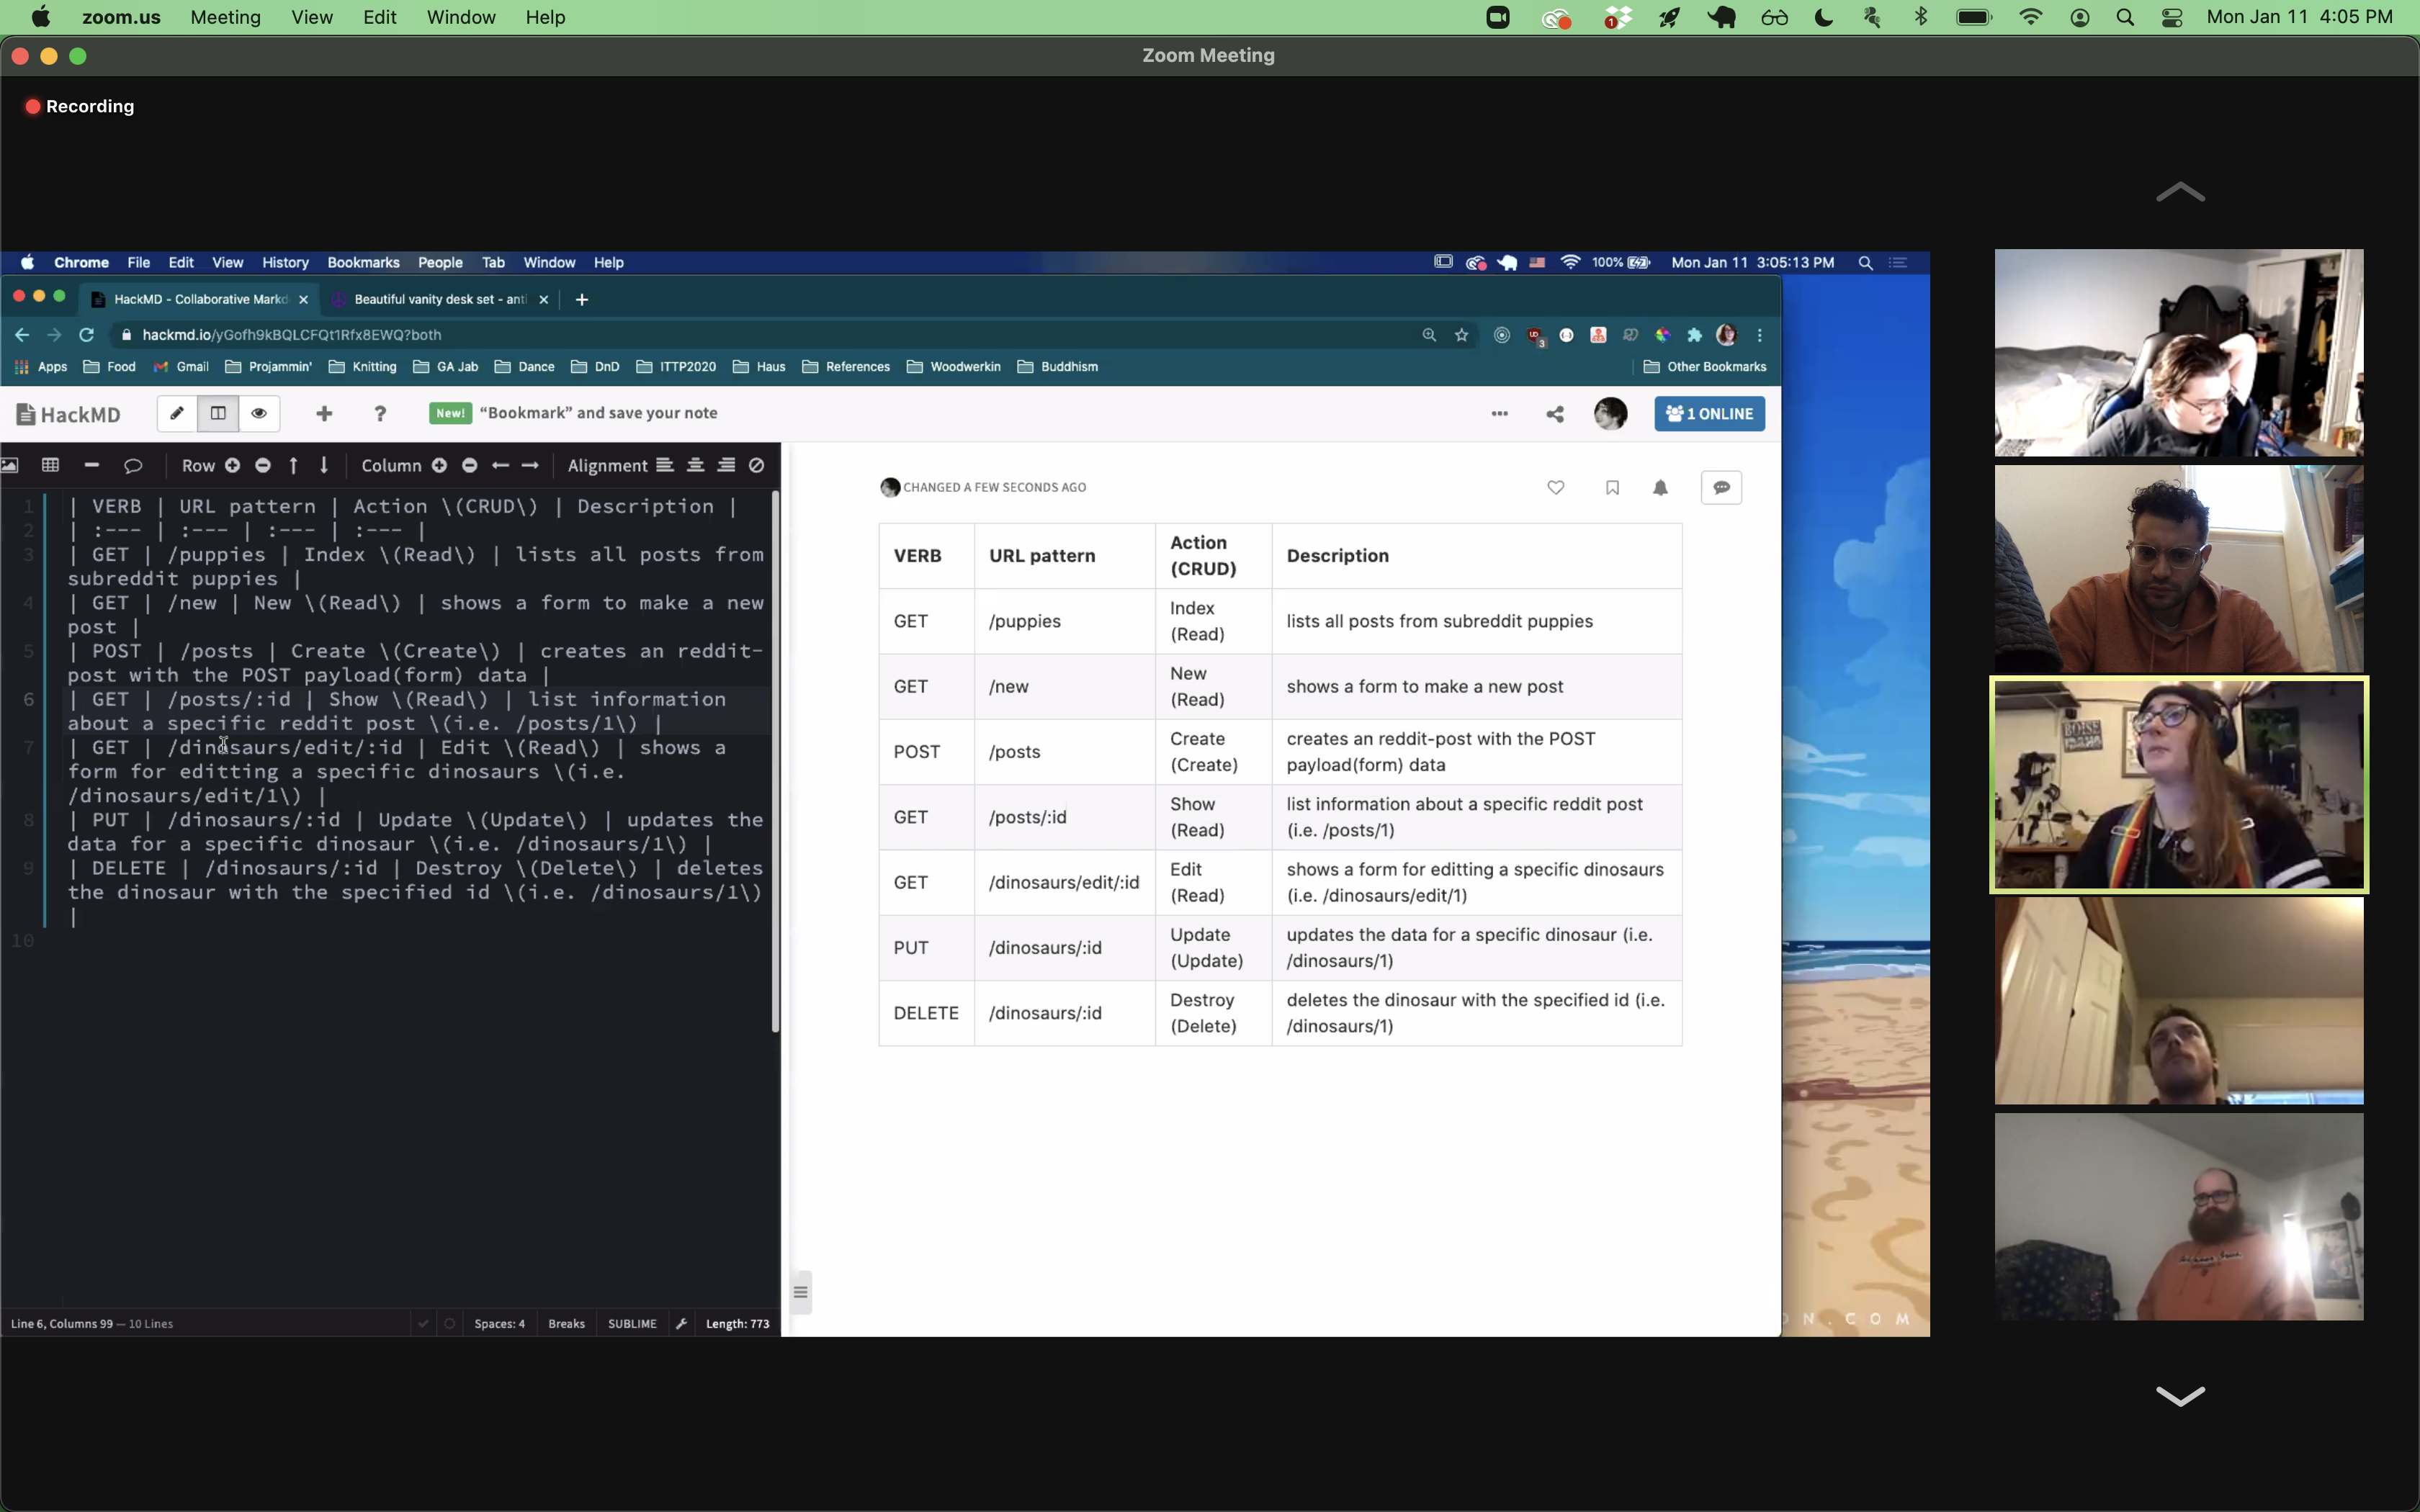 zoom.us Meeting View Edit Window Help
1
Mon Jan 11 4:05 PM
Zoom Meeting
Recording
Chrome File Edit View History Bookmarks People Tab Window Help
100% Mon Jan 11 3:05:13 PM
HackMD - Collaborative Markd
Beautiful vanity desk set - anti
hackmd.io/yGofh9kBQLCFQt1Rfx8EWQ?both
3
Apps Food Gmail Projammin' Knitting GA Jab Dance DnD ITTP2020 Haus References Woodwerkin Buddhism Other Bookmarks
HackMD
New! “Bookmark” and save your note
1 ONLINE
Row Column Alignment
1 | VERB | URL pattern | Action \(CRUD\) | Description |
2 | :--- | :--- | :--- | :--- |
3 | GET | /puppies | Index \(Read\) | lists all posts from
subreddit puppies |
4 | GET | /new | New \(Read\) | shows a form to make a new
post |
5 | POST | /posts | Create \(Create\) | creates an reddit-
post with the POST payload(form) data |
6 | GET | /posts/:id | Show \(Read\) | list information
about a specific reddit post \(i.e. /posts/1\) |
7 | GET | /dinosaurs/edit/:id | Edit \(Read\) | shows a
form for editting a specific dinosaurs \(i.e.
/dinosaurs/edit/1\) |
8 | PUT | /dinosaurs/:id | Update \(Update\) | updates the
data for a specific dinosaur \(i.e. /dinosaurs/1\) |
9 | DELETE | /dinosaurs/:id | Destroy \(Delete\) | deletes
the dinosaur with the specified id \(i.e. /dinosaurs/1\)
|
10
Line 6, Columns 99 — 10 Lines
Spaces: 4 Breaks SUBLIME Length: 773
CHANGED A FEW SECONDS AGO
VERB URL pattern Action (CRUD) Description
GET /puppies Index (Read) lists all posts from subreddit puppies
GET /new New (Read) shows a form to make a new post
POST /posts Create (Create) creates an reddit-post with the POST
payload(form) data
GET /posts/:id Show (Read) list information about a specific reddit post
(i.e. /posts/1)
GET /dinosaurs/edit/:id Edit (Read) shows a form for editting a specific dinosaurs
(i.e. /dinosaurs/edit/1)
PUT /dinosaurs/:id Update (Update) updates the data for a specific dinosaur (i.e.
/dinosaurs/1)
DELETE /dinosaurs/:id Destroy (Delete) deletes the dinosaur with the specified id (i.e.
/dinosaurs/1)
N.COM
BOISE